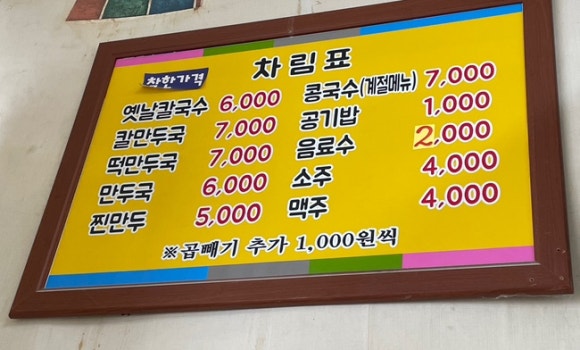 차림표
착한가격
옛날칼국수 6,000
칼만두국 7,000
떡만두국 7,000
만두국 6,000
찐만두 5,000
콩국수(계절메뉴) 7,000
공기밥 1,000
음료수 2,000
소주 4,000
맥주 4,000
※곱빼기 추가 1,000원씩